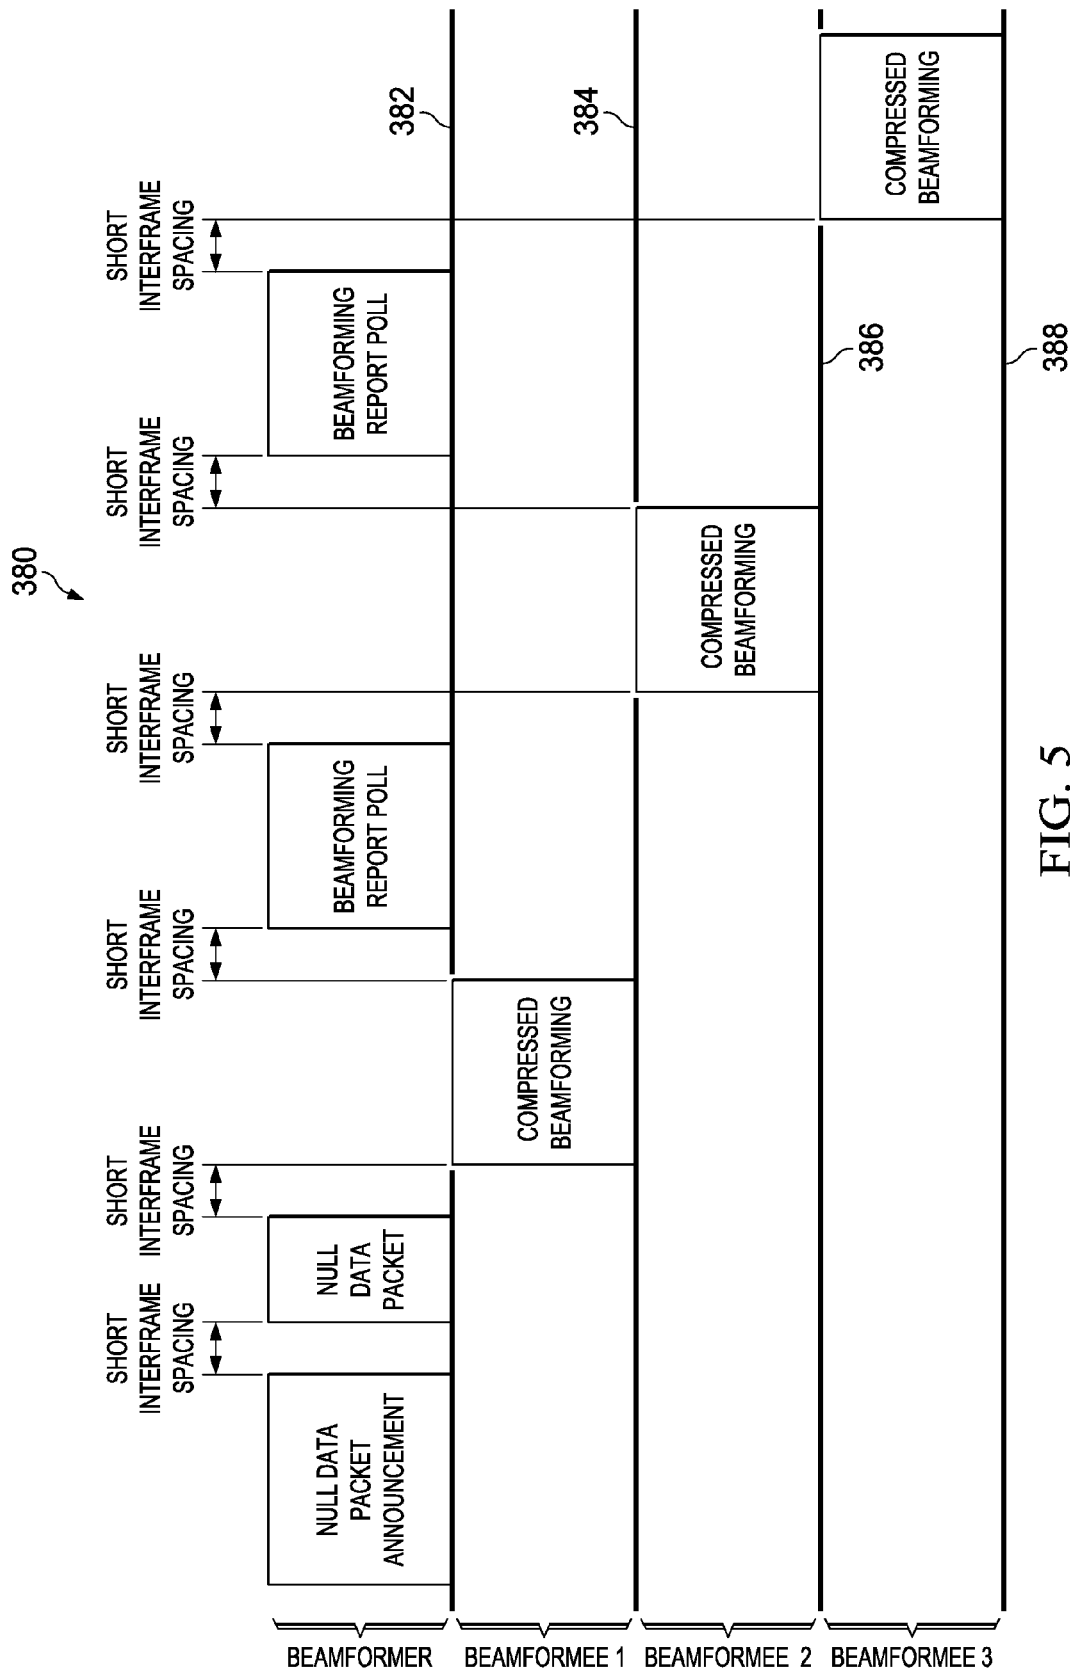 380
SHORT
INTERFRAME
SPACING
SHORT
INTERFRAME
SPACING
SHORT
INTERFRAME
SPACING
SHORT
INTERFRAME
SPACING
SHORT
INTERFRAME
SPACING
SHORT
INTERFRAME
SPACING
BEAMFORMER
NULL DATA
PACKET
ANNOUNCEMENT
NULL
DATA
PACKET
BEAMFORMING
REPORT POLL
BEAMFORMING
REPORT POLL
382
BEAMFORMEE 1
COMPRESSED
BEAMFORMING
384
BEAMFORMEE 2
COMPRESSED
BEAMFORMING
386
BEAMFORMEE 3
COMPRESSED
BEAMFORMING
388
FIG. 5